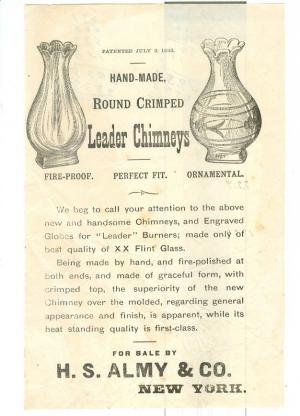 PATENTED JULY 3, 1883.
HAND-MADE,
ROUND CRIMPED
Leader Chimneys
FIRE-PROOF. PERFECT FIT. ORNAMENTAL.
We beg to call your attention to the above
new and handsome Chimneys, and Engraved
Globes for "Leader" Burners; made only of
best quality of XX Flint Glass.
Being made by hand, and fire-polished at
both ends, and made of graceful form, with
crimped top, the superiority of the new
Chimney over the molded, regarding general
appearance and finish, is apparent, while its
heat standing quality is first-class.
FOR SALE BY
H. S. ALMY & CO.
NEW YORK.